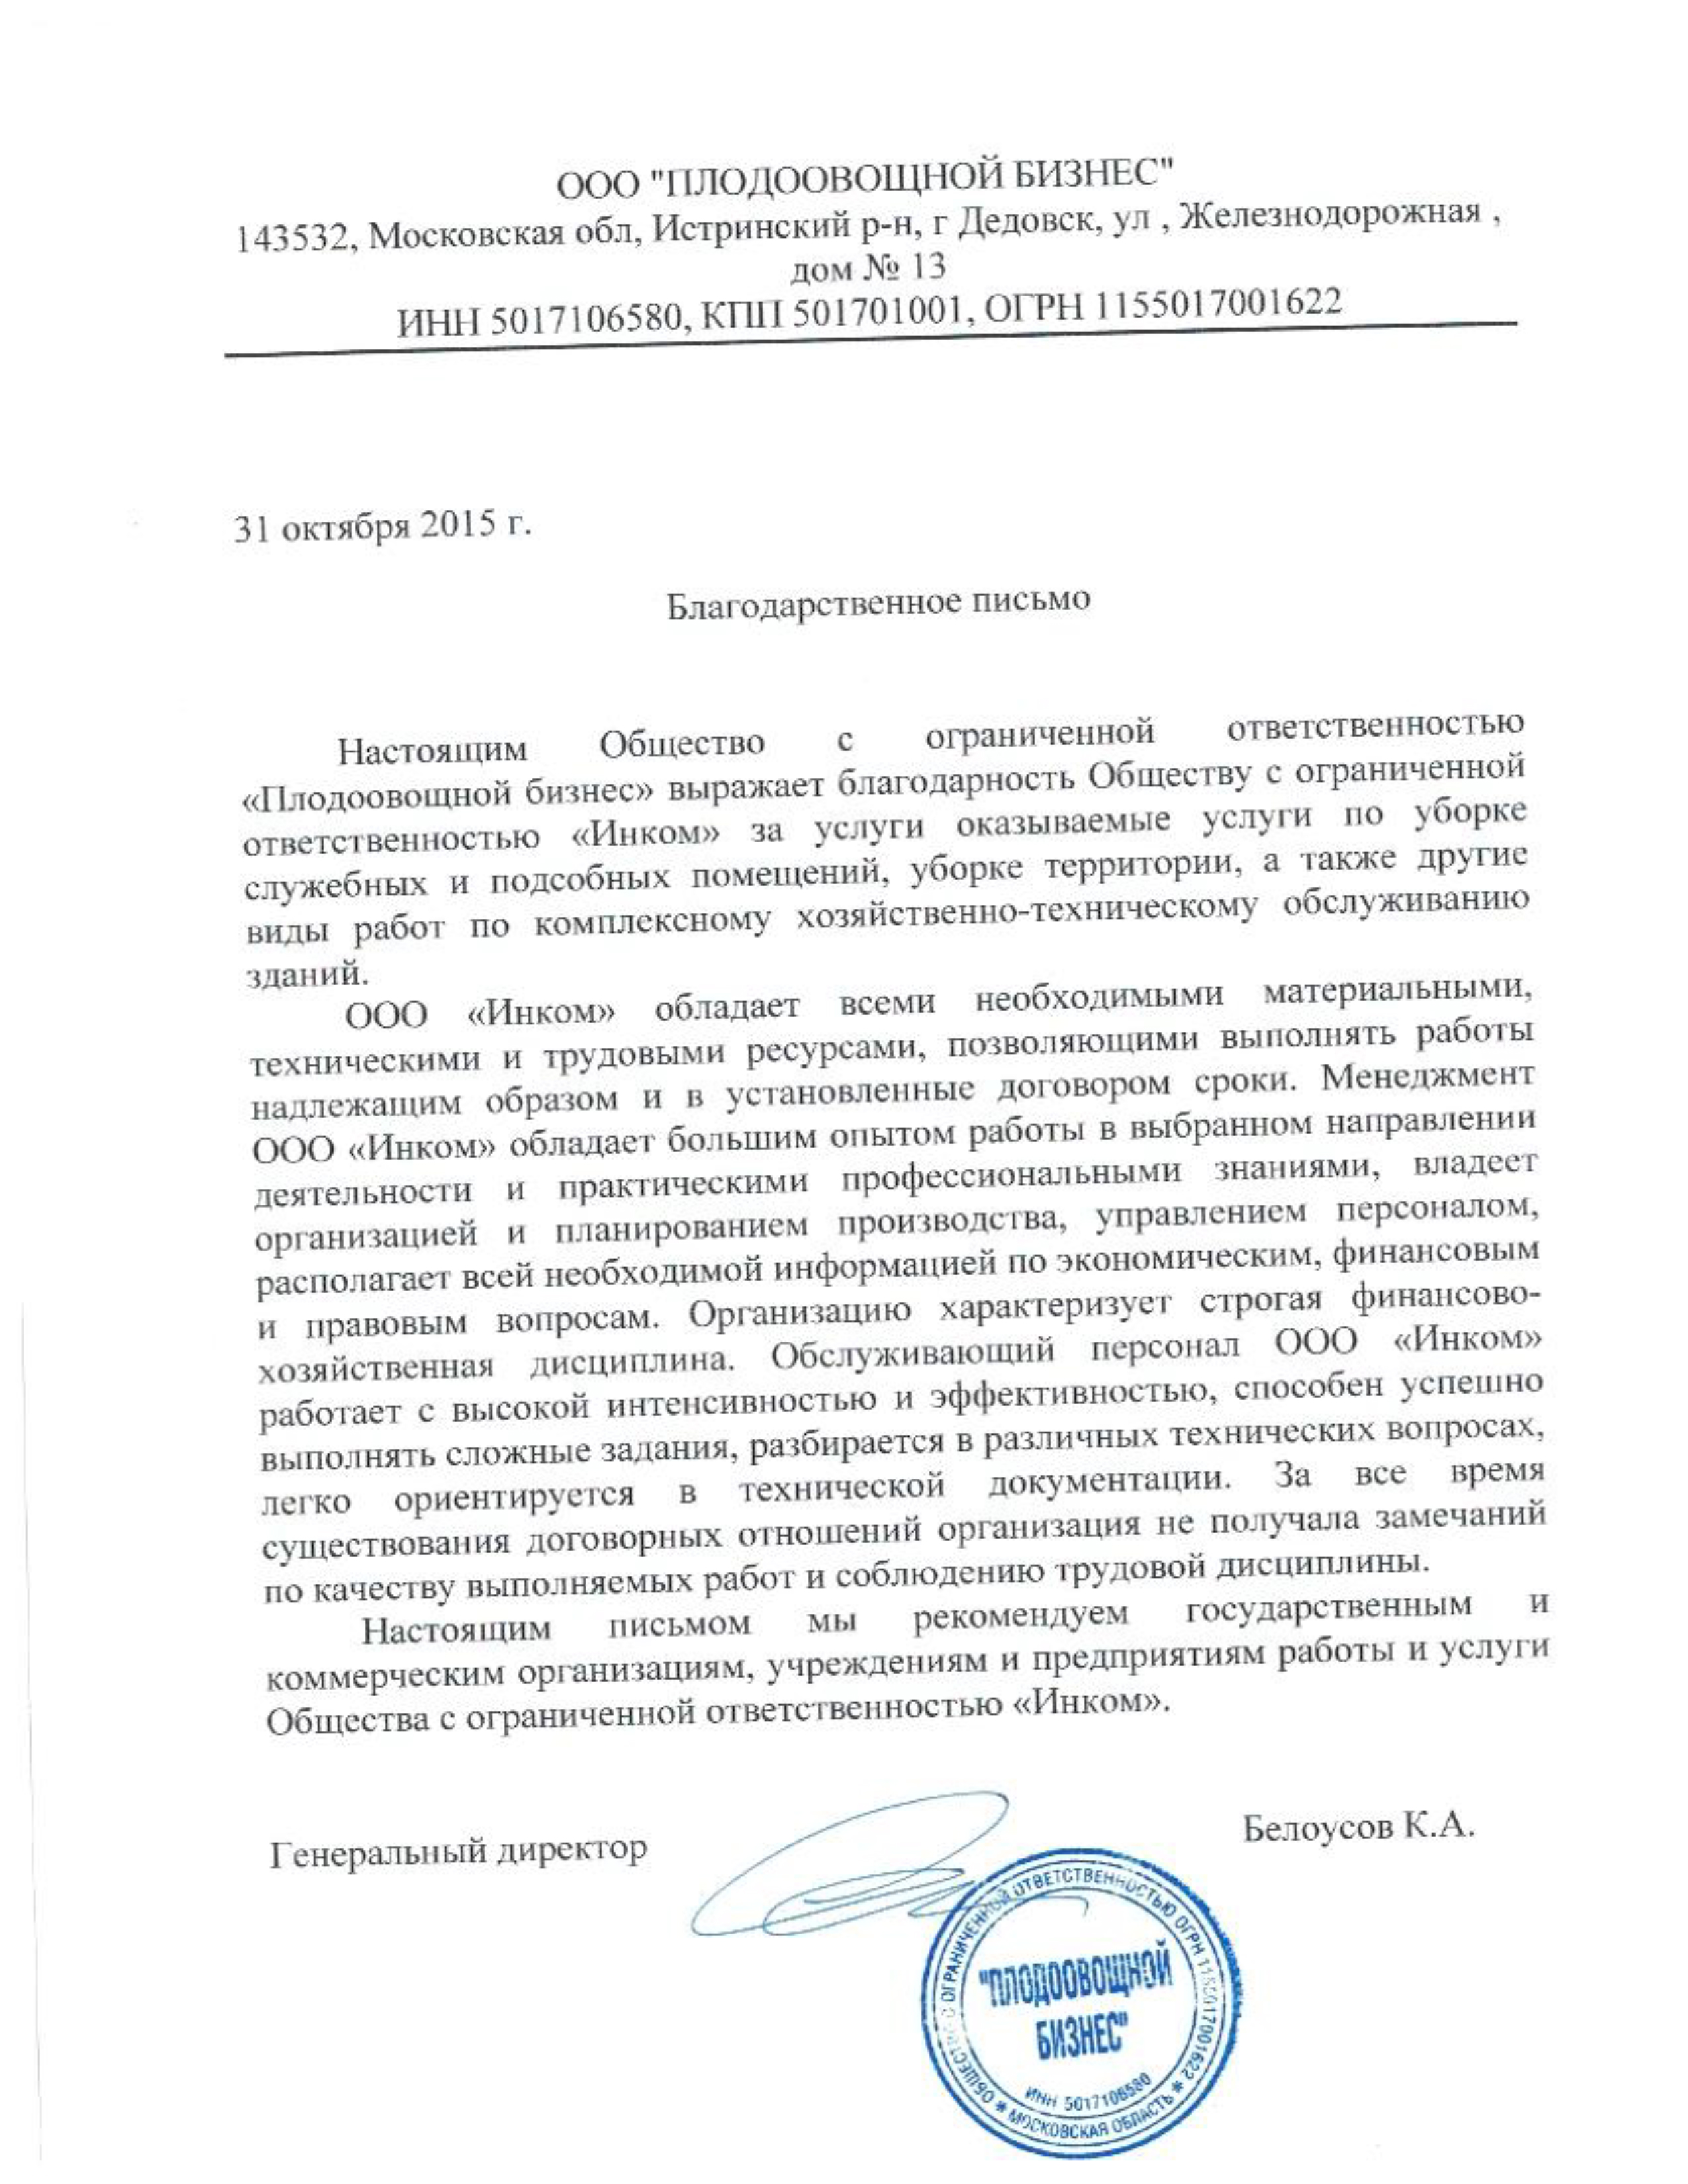 ООО "ПЛОДООВОЩНОЙ БИЗНЕС"
143532, Московская обл, Истринский р-н, г Дедовск, ул , Железнодорожная ,
дом № 13
ИНН 5017106580, КПП 501701001, ОГРН 1155017001622
31 октября 2015 г.
Благодарственное письмо
Настоящим Общество с ограниченной ответственностью
«Плодоовощной бизнес» выражает благодарность Обществу с ограниченной
ответственностью «Инком» за услуги оказываемые услуги по уборке
служебных и подсобных помещений, уборке территории, а также другие
виды работ по комплексному хозяйственно-техническому обслуживанию
зданий.
ООО «Инком» обладает всеми необходимыми материальными,
техническими и трудовыми ресурсами, позволяющими выполнять работы
надлежащим образом и в установленные договором сроки. Менеджмент
ООО «Инком» обладает большим опытом работы в выбранном направлении
деятельности и практическими профессиональными знаниями, владеет
организацией и планированием производства, управлением персоналом,
располагает всей необходимой информацией по экономическим, финансовым
и правовым вопросам. Организацию характеризует строгая финансово-
хозяйственная дисциплина. Обслуживающий персонал ООО «Инком»
работает с высокой интенсивностью и эффективностью, способен успешно
выполнять сложные задания, разбирается в различных технических вопросах,
легко ориентируется в технической документации. За все время
существования договорных отношений организация не получала замечаний
по качеству выполняемых работ и соблюдению трудовой дисциплины.
Настоящим письмом мы рекомендуем государственным и
коммерческим организациям, учреждениям и предприятиям работы и услуги
Общества с ограниченной ответственностью «Инком».
Генеральный директор
Белоусов К.А.
ОБЩЕСТВО С ОГРАНИЧЕННОЙ ОТВЕТСТВЕННОСТЬЮ ОГРН 1155017001622
"ПЛОДООВОЩНОЙ
БИЗНЕС"
ИНН 5017106580
* МОСКОВСКАЯ ОБЛАСТЬ *